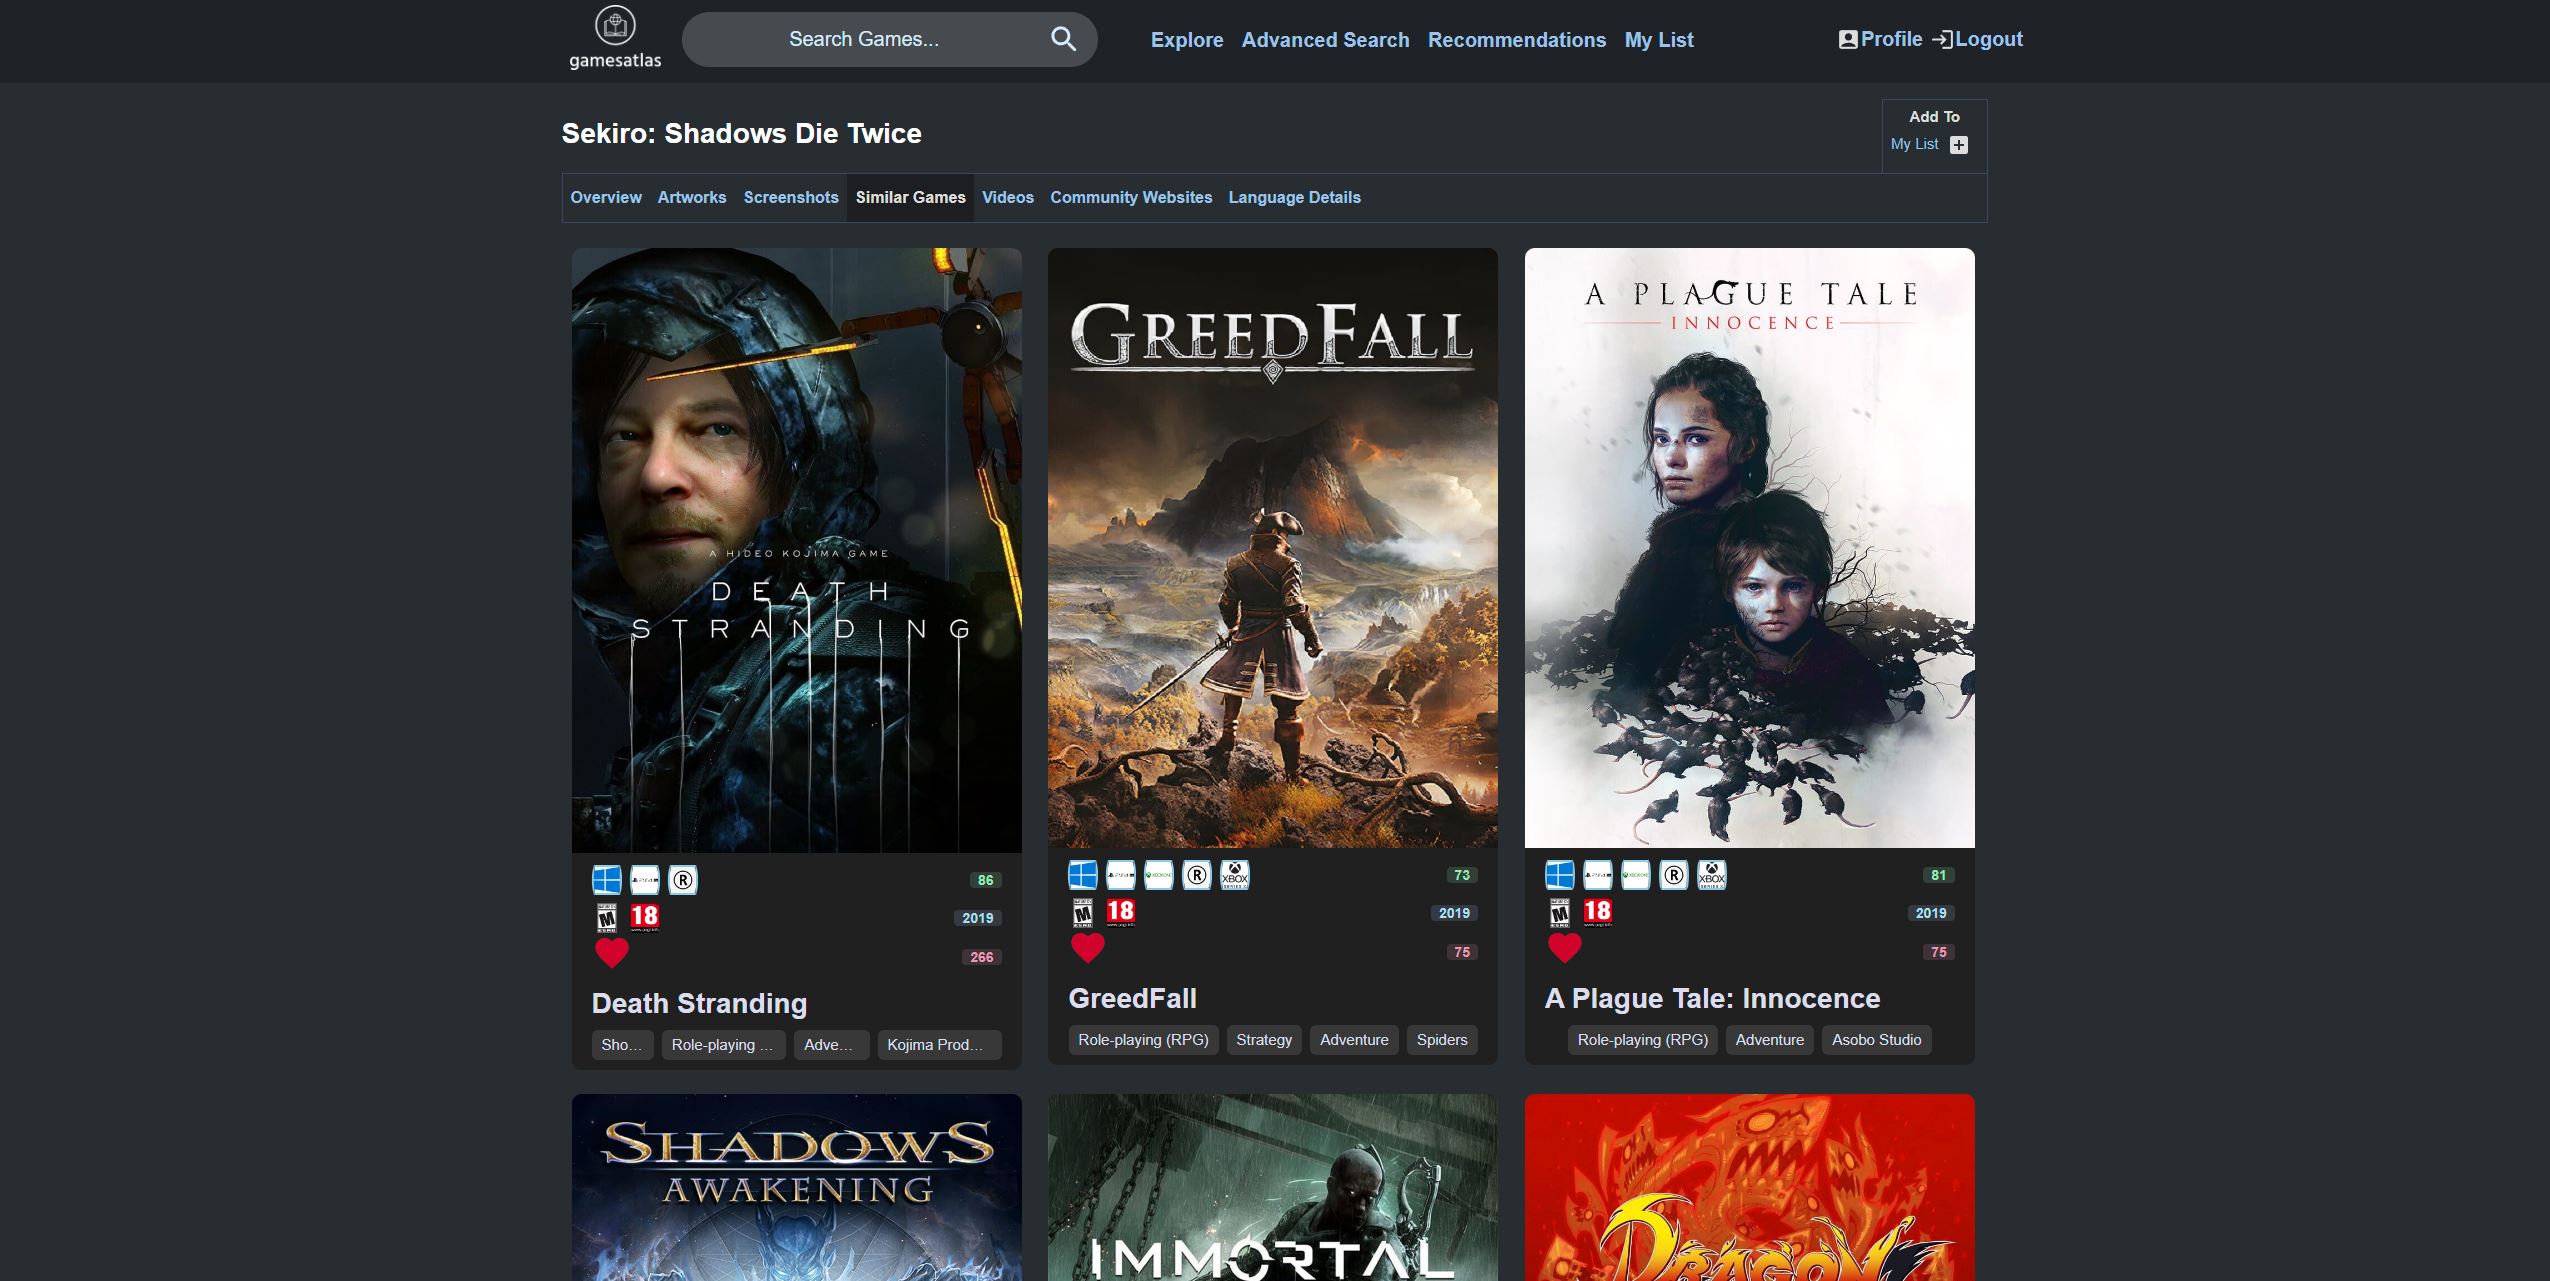 gamesatlas
Search Games...
Explore Advanced Search Recommendations My List
Profile Logout
Sekiro: Shadows Die Twice
Add To
My List
Overview Artworks Screenshots Similar Games Videos Community Websites Language Details
A HIDEO KOJIMA GAME
DEATH
STRANDING
86
M 18
2019
266
Death Stranding
Sho... Role-playing ... Adve... Kojima Prod...
GREEDFALL
XBOX
73
M 18
2019
75
GreedFall
Role-playing (RPG) Strategy Adventure Spiders
A PLAGUE TALE
INNOCENCE
XBOX
81
M 18
2019
75
A Plague Tale: Innocence
Role-playing (RPG) Adventure Asobo Studio
SHADOWS
AWAKENING
IMMORTAL
DRAGON